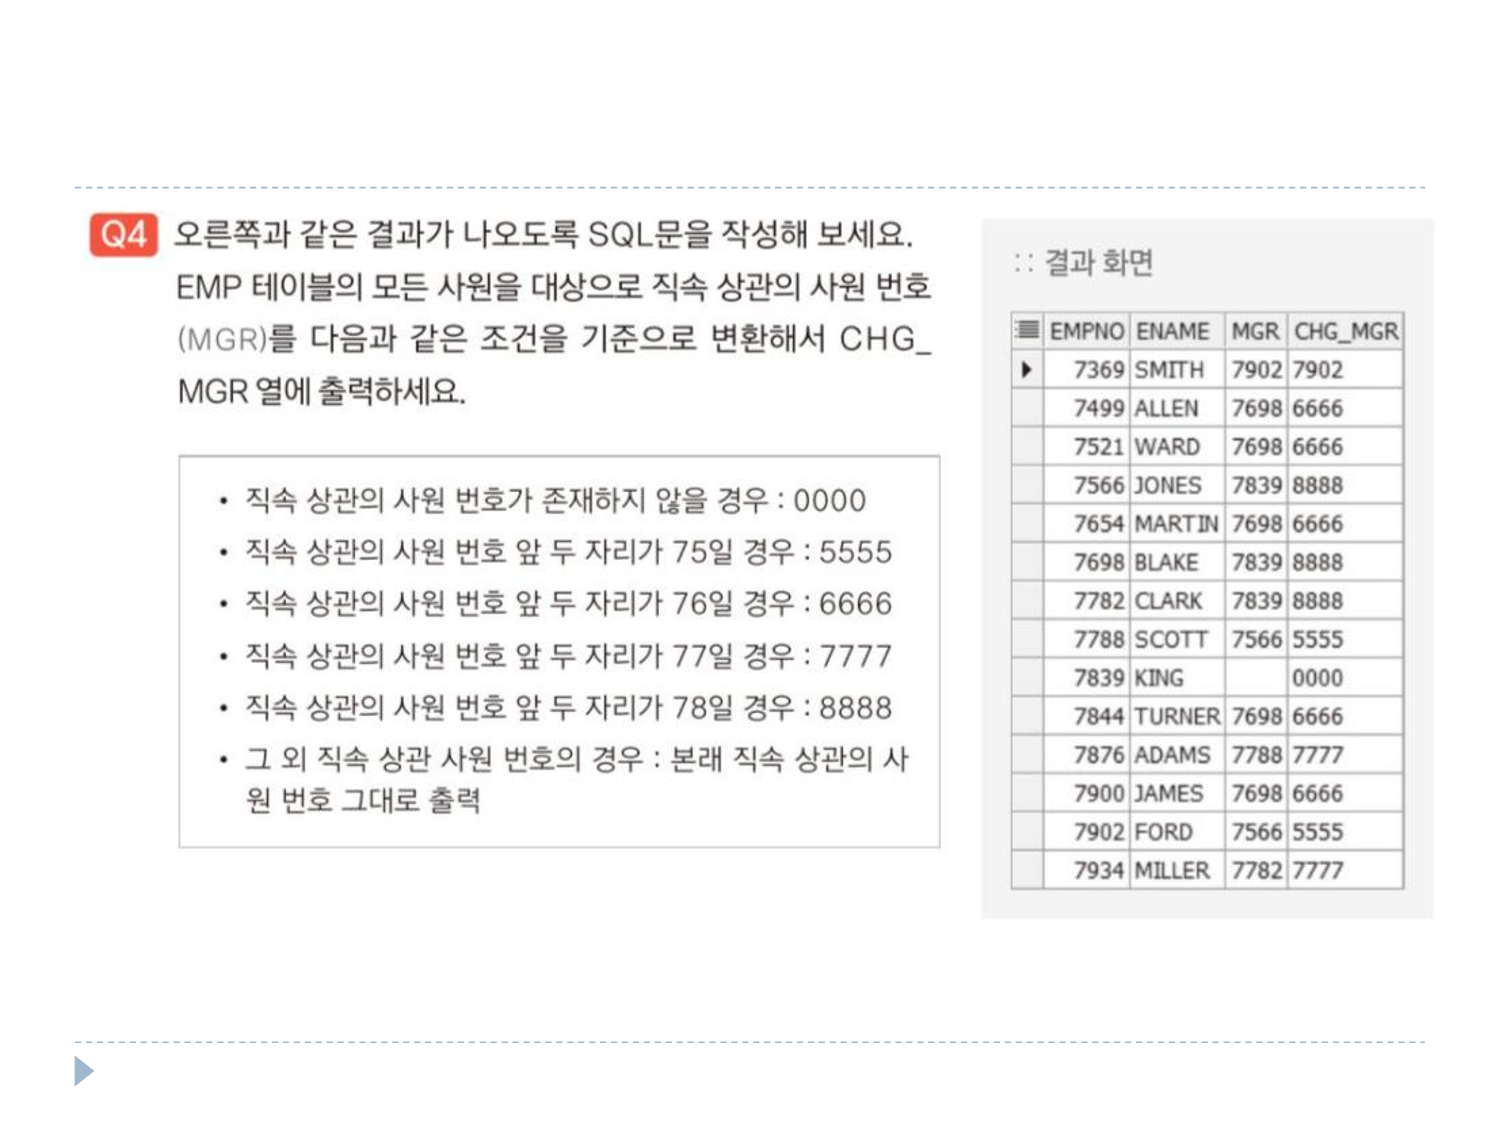 Q4 오른쪽과 같은 결과가 나오도록 SQL문을 작성해 보세요.
EMP 테이블의 모든 사원을 대상으로 직속 상관의 사원 번호
(MGR)를 다음과 같은 조건을 기준으로 변환해서 CHG_
MGR 열에 출력하세요.
• 직속 상관의 사원 번호가 존재하지 않을 경우 : 0000
• 직속 상관의 사원 번호 앞 두 자리가 75일 경우 : 5555
• 직속 상관의 사원 번호 앞 두 자리가 76일 경우 : 6666
• 직속 상관의 사원 번호 앞 두 자리가 77일 경우 : 7777
• 직속 상관의 사원 번호 앞 두 자리가 78일 경우 : 8888
• 그 외 직속 상관 사원 번호의 경우 : 본래 직속 상관의 사
원 번호 그대로 출력
:: 결과 화면
EMPNO ENAME MGR CHG_MGR
7369 SMITH 7902 7902
7499 ALLEN 7698 6666
7521 WARD 7698 6666
7566 JONES 7839 8888
7654 MARTIN 7698 6666
7698 BLAKE 7839 8888
7782 CLARK 7839 8888
7788 SCOTT 7566 5555
7839 KING 0000
7844 TURNER 7698 6666
7876 ADAMS 7788 7777
7900 JAMES 7698 6666
7902 FORD 7566 5555
7934 MILLER 7782 7777